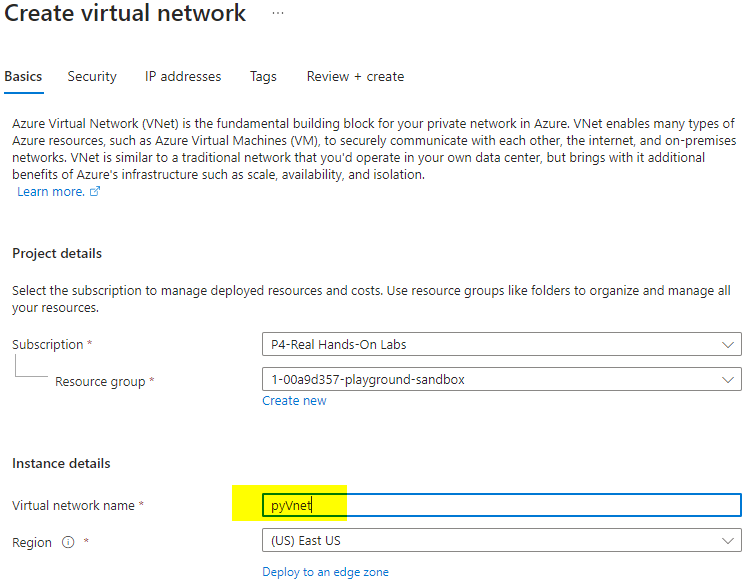 Create virtual network ...
Basics Security IP addresses Tags Review + create
Azure Virtual Network (VNet) is the fundamental building block for your private network in Azure. VNet enables many types of
Azure resources, such as Azure Virtual Machines (VM), to securely communicate with each other, the internet, and on-premises
networks. VNet is similar to a traditional network that you'd operate in your own data center, but brings with it additional
benefits of Azure's infrastructure such as scale, availability, and isolation.
Learn more.
Project details
Select the subscription to manage deployed resources and costs. Use resource groups like folders to organize and manage all
your resources.
Subscription * P4-Real Hands-On Labs
Resource group * 1-00a9d357-playground-sandbox
Create new
Instance details
Virtual network name * pyVnet
Region * (US) East US
Deploy to an edge zone